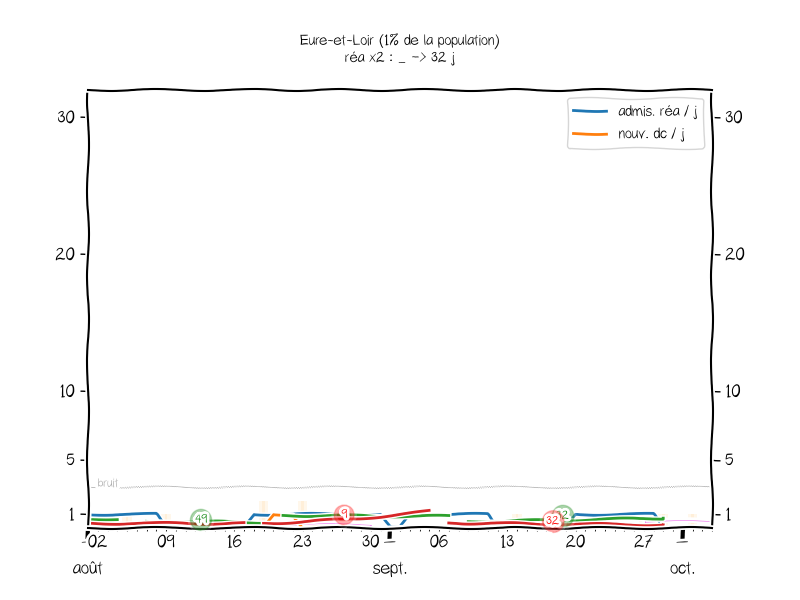 Eure-et-Loir (1% de la population)
réa x2 : _ -> 32 j
admis. réa / j
nouv. dc / j
30
30
20
20
10
10
5
5
bruit
1
1
49
9
32
02 09 16 23 30 06 13 20 27
août sept. oct.